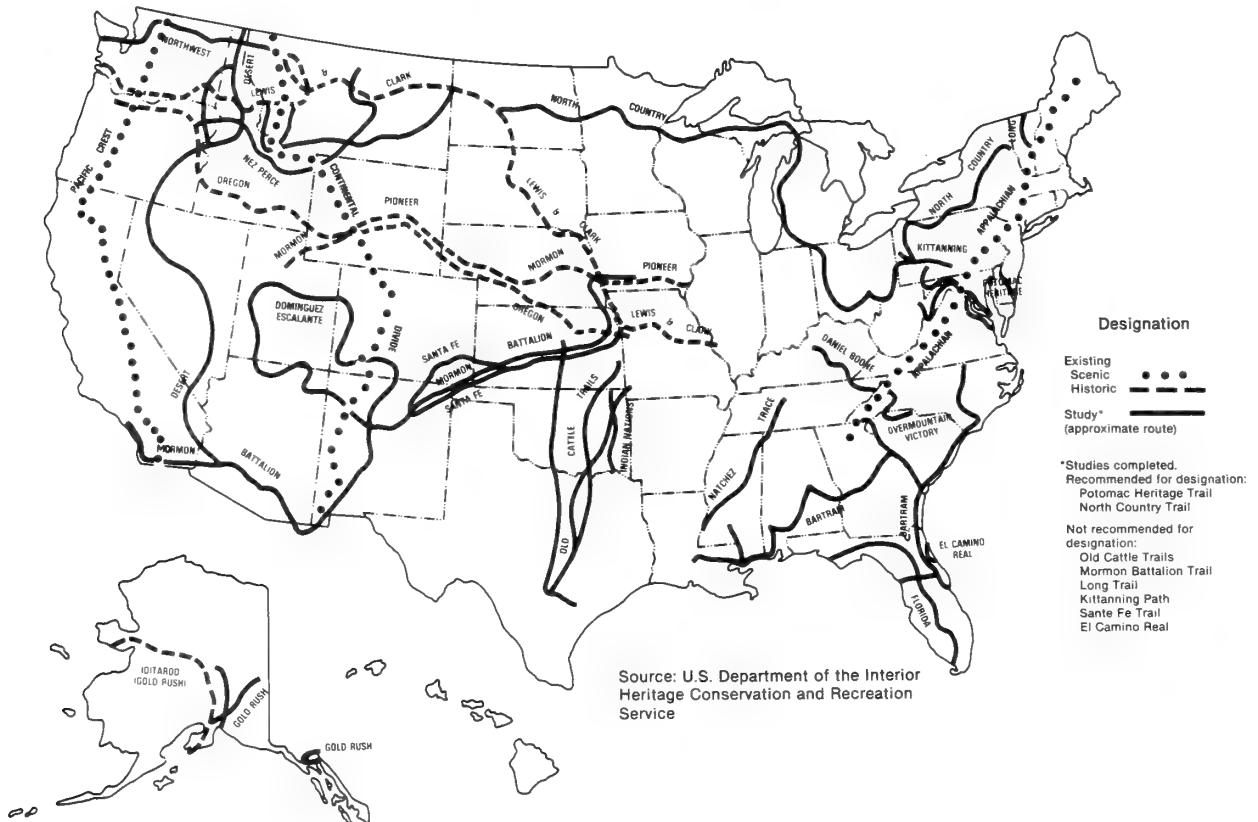 NORTHWEST
DESERT
LEWIS
&
CLARK
NORTH
COUNTRY
LONG
PACIFIC
CREST
NEZ PERCE
OREGON
CONTINENTAL
PIONEER
LEWIS
&
CLARK
NORTH
COUNTRY
APPALACHIAN
KITTANNING
MORMON
MORMON
PIONEER
POTOMAC
HERITAGE
DOMINGUEZ
ESCALANTE
DIVIDE
OREGON
LEWIS
&
CLARK
SANTA FE
BATTALION
MORMON
SANTA FE
DANIEL BOONE
APPALACHIAN
DESERT
TRAILS
CATTLE
INDIAN NATIONS
OLD
NATCHEZ
TRACE
OVERMOUNTAIN
VICTORY
MORMON
BATTALION
BARTRAM
BARTRAM
EL CAMINO
REAL
FLORIDA
IDITAROD
(GOLD RUSH)
GOLD RUSH
GOLD RUSH
Source: U.S. Department of the Interior
Heritage Conservation and Recreation
Service
Designation
Existing
Scenic
Historic
Study*
(approximate route)
*Studies completed.
Recommended for designation:
Potomac Heritage Trail
North Country Trail
Not recommended for
designation:
Old Cattle Trails
Mormon Battalion Trail
Long Trail
Kittanning Path
Sante Fe Trail
El Camino Real